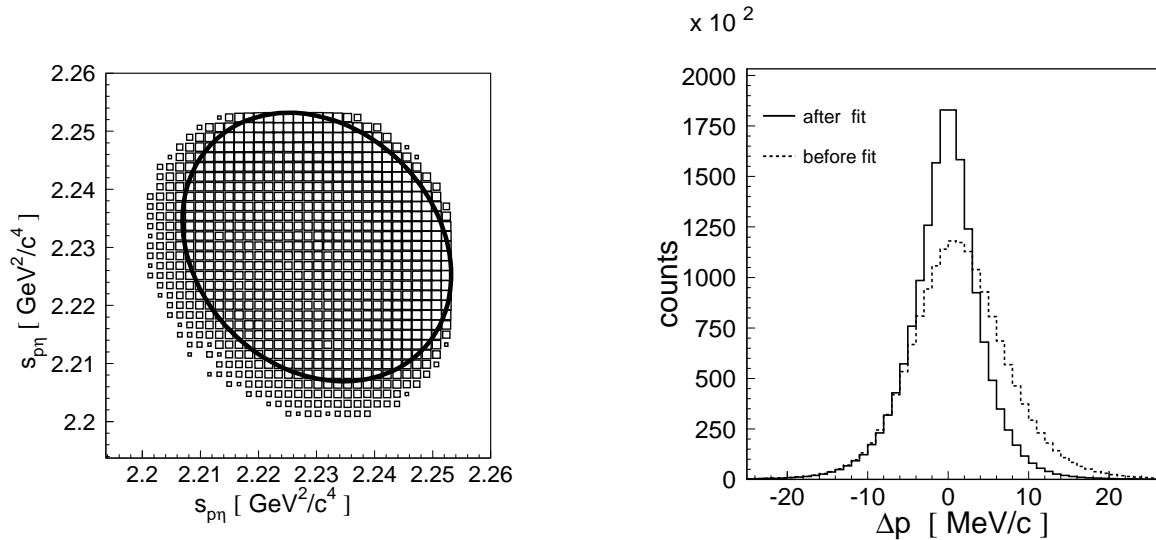 2.26
2.25
2.24
2.23
2.22
2.21
2.2
s_{pη} [ GeV²/c⁴ ]
2.2 2.21 2.22 2.23 2.24 2.25 2.26
s_{pη} [ GeV²/c⁴ ]
x 10 ²
2000
1750
1500
1250
1000
750
500
250
0
counts
after fit
before fit
-20 -10 0 10 20
Δp [ MeV/c ]